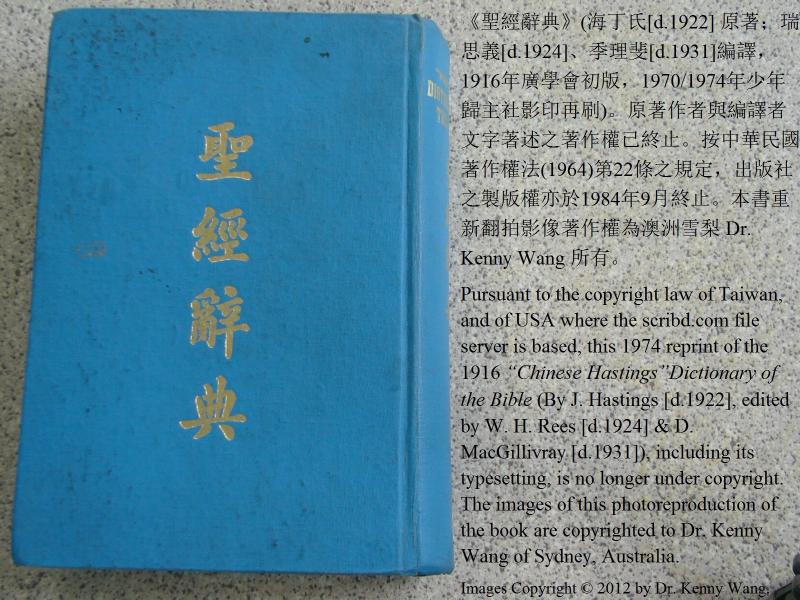 聖經辭典
DICT
《聖經辭典》(海丁氏[d.1922] 原著；瑞
思義[d.1924]、季理斐[d.1931]編譯，
1916年廣學會初版，1970/1974年少年
歸主社影印再刷)。原著作者與編譯者
文字著述之著作權已終止。按中華民國
著作權法(1964)第22條之規定，出版社
之製版權亦於1984年9月終止。本書重
新翻拍影像著作權為澳洲雪梨 Dr.
Kenny Wang 所有。
Pursuant to the copyright law of Taiwan,
and of USA where the scribd.com file
server is based, this 1974 reprint of the
1916 “Chinese Hastings”Dictionary of
the Bible (By J. Hastings [d.1922], edited
by W. H. Rees [d.1924] & D.
MacGillivray [d.1931]), including its
typesetting, is no longer under copyright.
The images of this photoreproduction of
the book are copyrighted to Dr. Kenny
Wang of Sydney, Australia.
Images Copyright © 2012 by Dr. Kenny Wang,